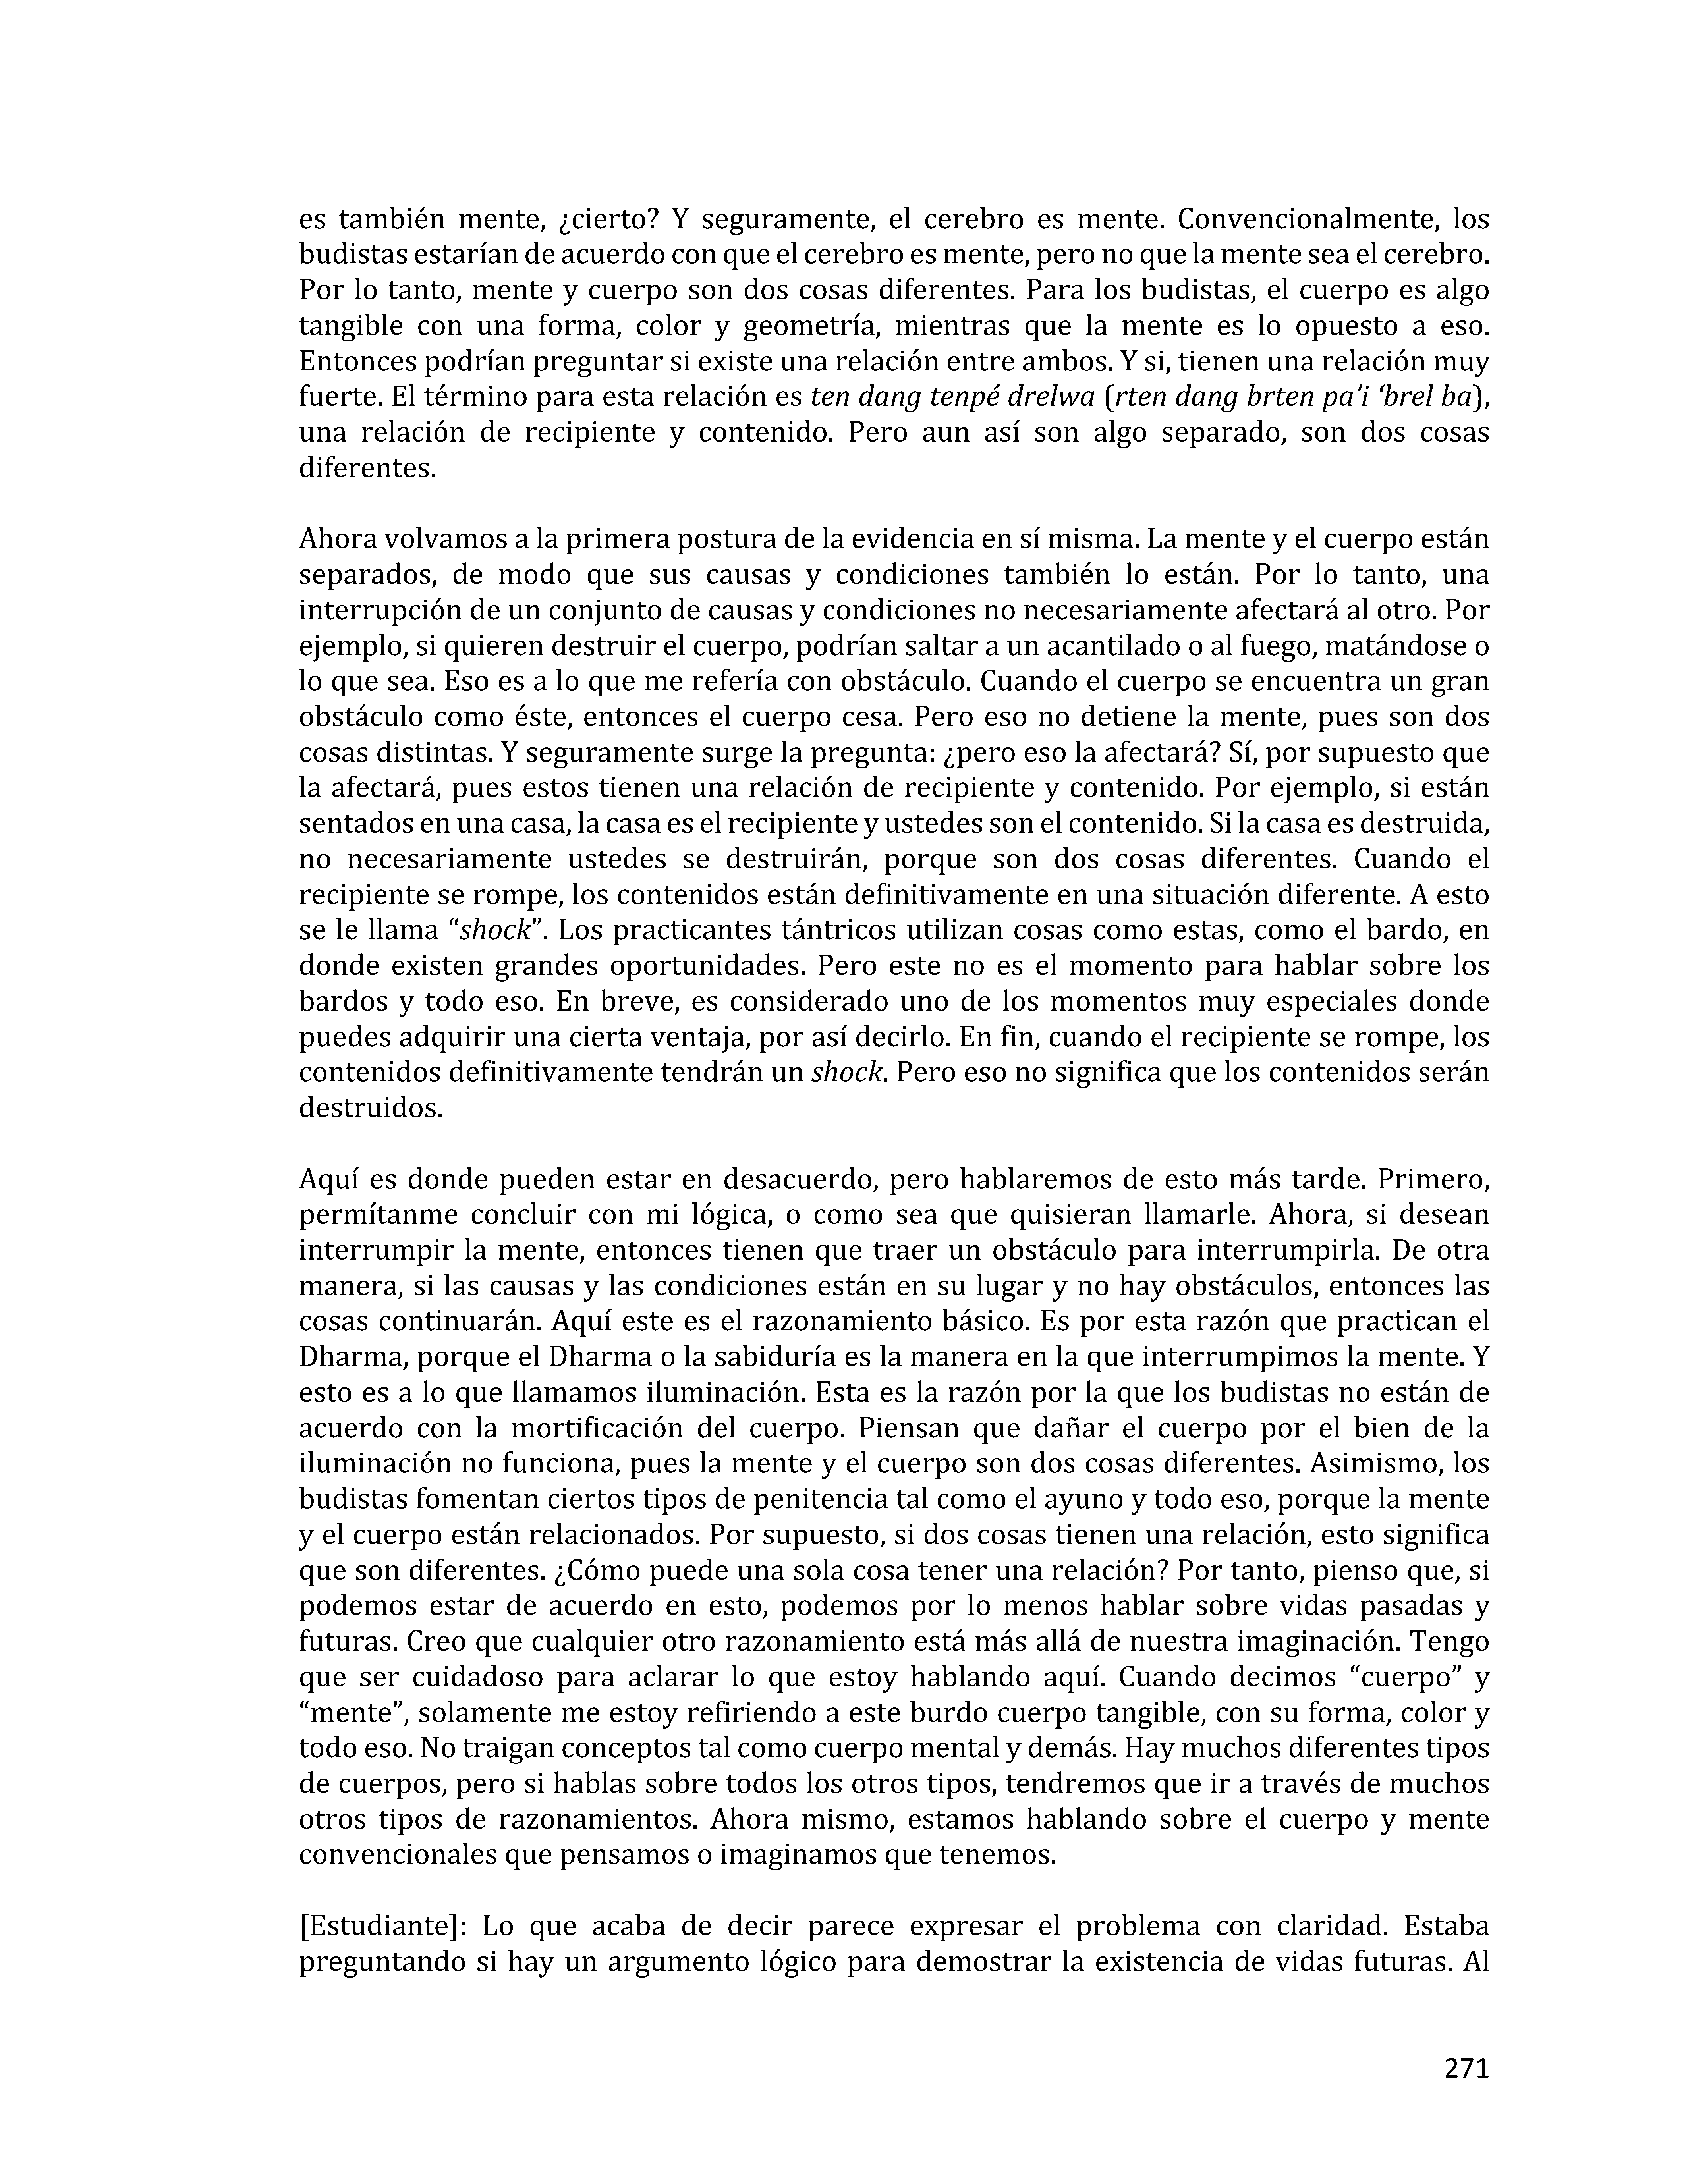 es también mente, ¿cierto? Y seguramente, el cerebro es mente. Convencionalmente, los
budistas estarían de acuerdo con que el cerebro es mente, pero no que la mente sea el cerebro.
Por lo tanto, mente y cuerpo son dos cosas diferentes. Para los budistas, el cuerpo es algo
tangible con una forma, color y geometría, mientras que la mente es lo opuesto a eso.
Entonces podrían preguntar si existe una relación entre ambos. Y si, tienen una relación muy
fuerte. El término para esta relación es ten dang tenpé drelwa (rten dang brten pa’i ‘brel ba),
una relación de recipiente y contenido. Pero aun así son algo separado, son dos cosas
diferentes.
Ahora volvamos a la primera postura de la evidencia en sí misma. La mente y el cuerpo están
separados, de modo que sus causas y condiciones también lo están. Por lo tanto, una
interrupción de un conjunto de causas y condiciones no necesariamente afectará al otro. Por
ejemplo, si quieren destruir el cuerpo, podrían saltar a un acantilado o al fuego, matándose o
lo que sea. Eso es a lo que me refería con obstáculo. Cuando el cuerpo se encuentra un gran
obstáculo como éste, entonces el cuerpo cesa. Pero eso no detiene la mente, pues son dos
cosas distintas. Y seguramente surge la pregunta: ¿pero eso la afectará? Sí, por supuesto que
la afectará, pues estos tienen una relación de recipiente y contenido. Por ejemplo, si están
sentados en una casa, la casa es el recipiente y ustedes son el contenido. Si la casa es destruida,
no necesariamente ustedes se destruirán, porque son dos cosas diferentes. Cuando el
recipiente se rompe, los contenidos están definitivamente en una situación diferente. A esto
se le llama “shock”. Los practicantes tántricos utilizan cosas como estas, como el bardo, en
donde existen grandes oportunidades. Pero este no es el momento para hablar sobre los
bardos y todo eso. En breve, es considerado uno de los momentos muy especiales donde
puedes adquirir una cierta ventaja, por así decirlo. En fin, cuando el recipiente se rompe, los
contenidos definitivamente tendrán un shock. Pero eso no significa que los contenidos serán
destruidos.
Aquí es donde pueden estar en desacuerdo, pero hablaremos de esto más tarde. Primero,
permítanme concluir con mi lógica, o como sea que quisieran llamarle. Ahora, si desean
interrumpir la mente, entonces tienen que traer un obstáculo para interrumpirla. De otra
manera, si las causas y las condiciones están en su lugar y no hay obstáculos, entonces las
cosas continuarán. Aquí este es el razonamiento básico. Es por esta razón que practican el
Dharma, porque el Dharma o la sabiduría es la manera en la que interrumpimos la mente. Y
esto es a lo que llamamos iluminación. Esta es la razón por la que los budistas no están de
acuerdo con la mortificación del cuerpo. Piensan que dañar el cuerpo por el bien de la
iluminación no funciona, pues la mente y el cuerpo son dos cosas diferentes. Asimismo, los
budistas fomentan ciertos tipos de penitencia tal como el ayuno y todo eso, porque la mente
y el cuerpo están relacionados. Por supuesto, si dos cosas tienen una relación, esto significa
que son diferentes. ¿Cómo puede una sola cosa tener una relación? Por tanto, pienso que, si
podemos estar de acuerdo en esto, podemos por lo menos hablar sobre vidas pasadas y
futuras. Creo que cualquier otro razonamiento está más allá de nuestra imaginación. Tengo
que ser cuidadoso para aclarar lo que estoy hablando aquí. Cuando decimos “cuerpo” y
“mente”, solamente me estoy refiriendo a este burdo cuerpo tangible, con su forma, color y
todo eso. No traigan conceptos tal como cuerpo mental y demás. Hay muchos diferentes tipos
de cuerpos, pero si hablas sobre todos los otros tipos, tendremos que ir a través de muchos
otros tipos de razonamientos. Ahora mismo, estamos hablando sobre el cuerpo y mente
convencionales que pensamos o imaginamos que tenemos.
[Estudiante]: Lo que acaba de decir parece expresar el problema con claridad. Estaba
preguntando si hay un argumento lógico para demostrar la existencia de vidas futuras. Al
271